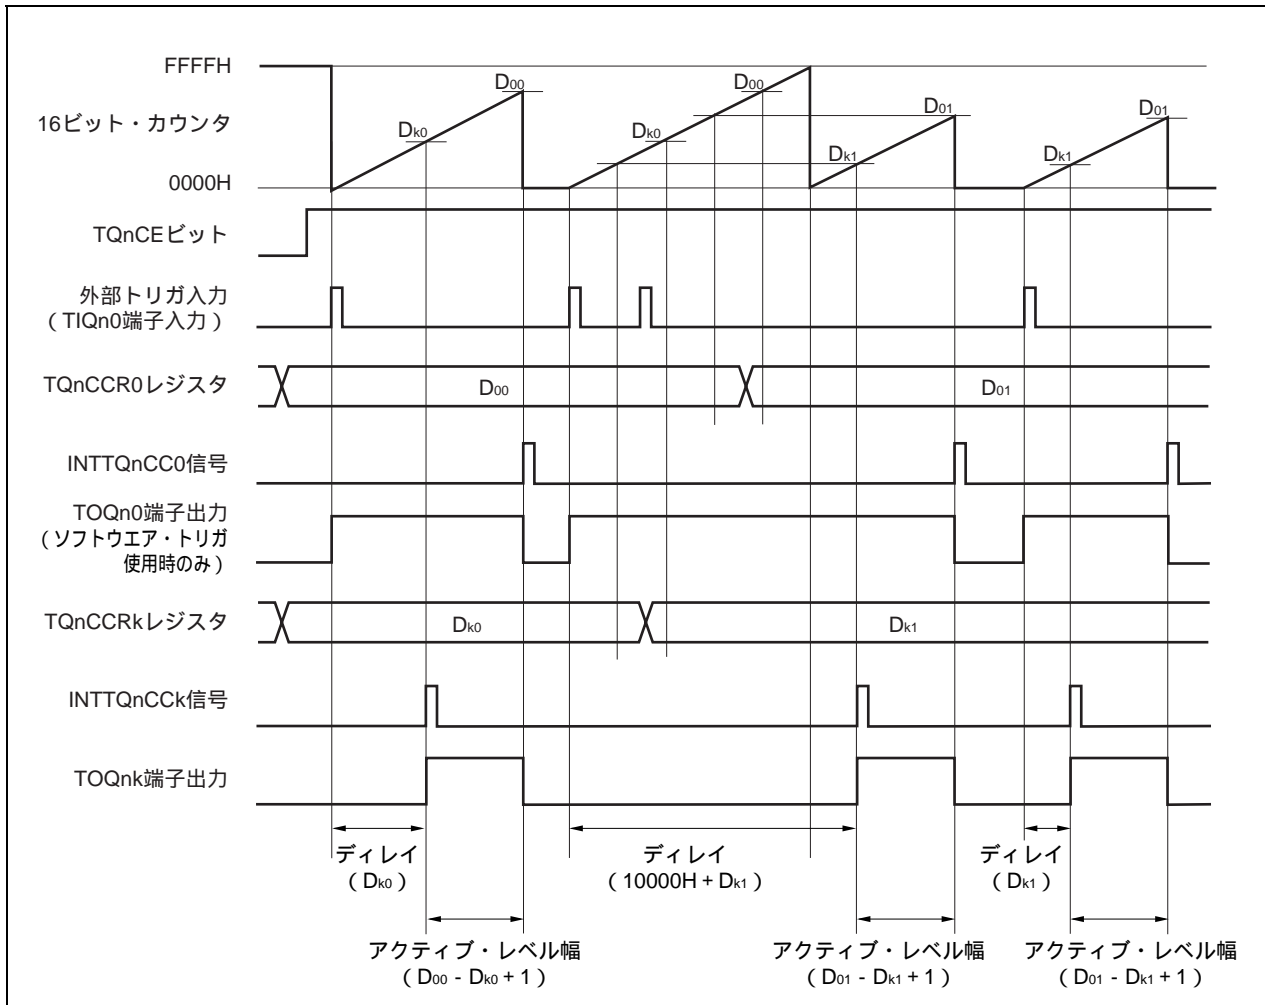 FFFFH
D00
D00
16ビット・カウンタ
D01
D01
Dk0
Dk0
Dk1
Dk1
0000H
TQnCEビット
外部トリガ入力
（TIQn0端子入力）
TQnCCR0レジスタ
D00
D01
INTTQnCC0信号
TOQn0端子出力
（ソフトウエア・トリガ
使用時のみ）
TQnCCRkレジスタ
Dk0
Dk1
INTTQnCCk信号
TOQnk端子出力
ディレイ
（Dk0）
ディレイ
（10000H + Dk1）
ディレイ
（Dk1）
アクティブ・レベル幅
（D00 - Dk0 + 1）
アクティブ・レベル幅
（D01 - Dk1 + 1）
アクティブ・レベル幅
（D01 - Dk1 + 1）